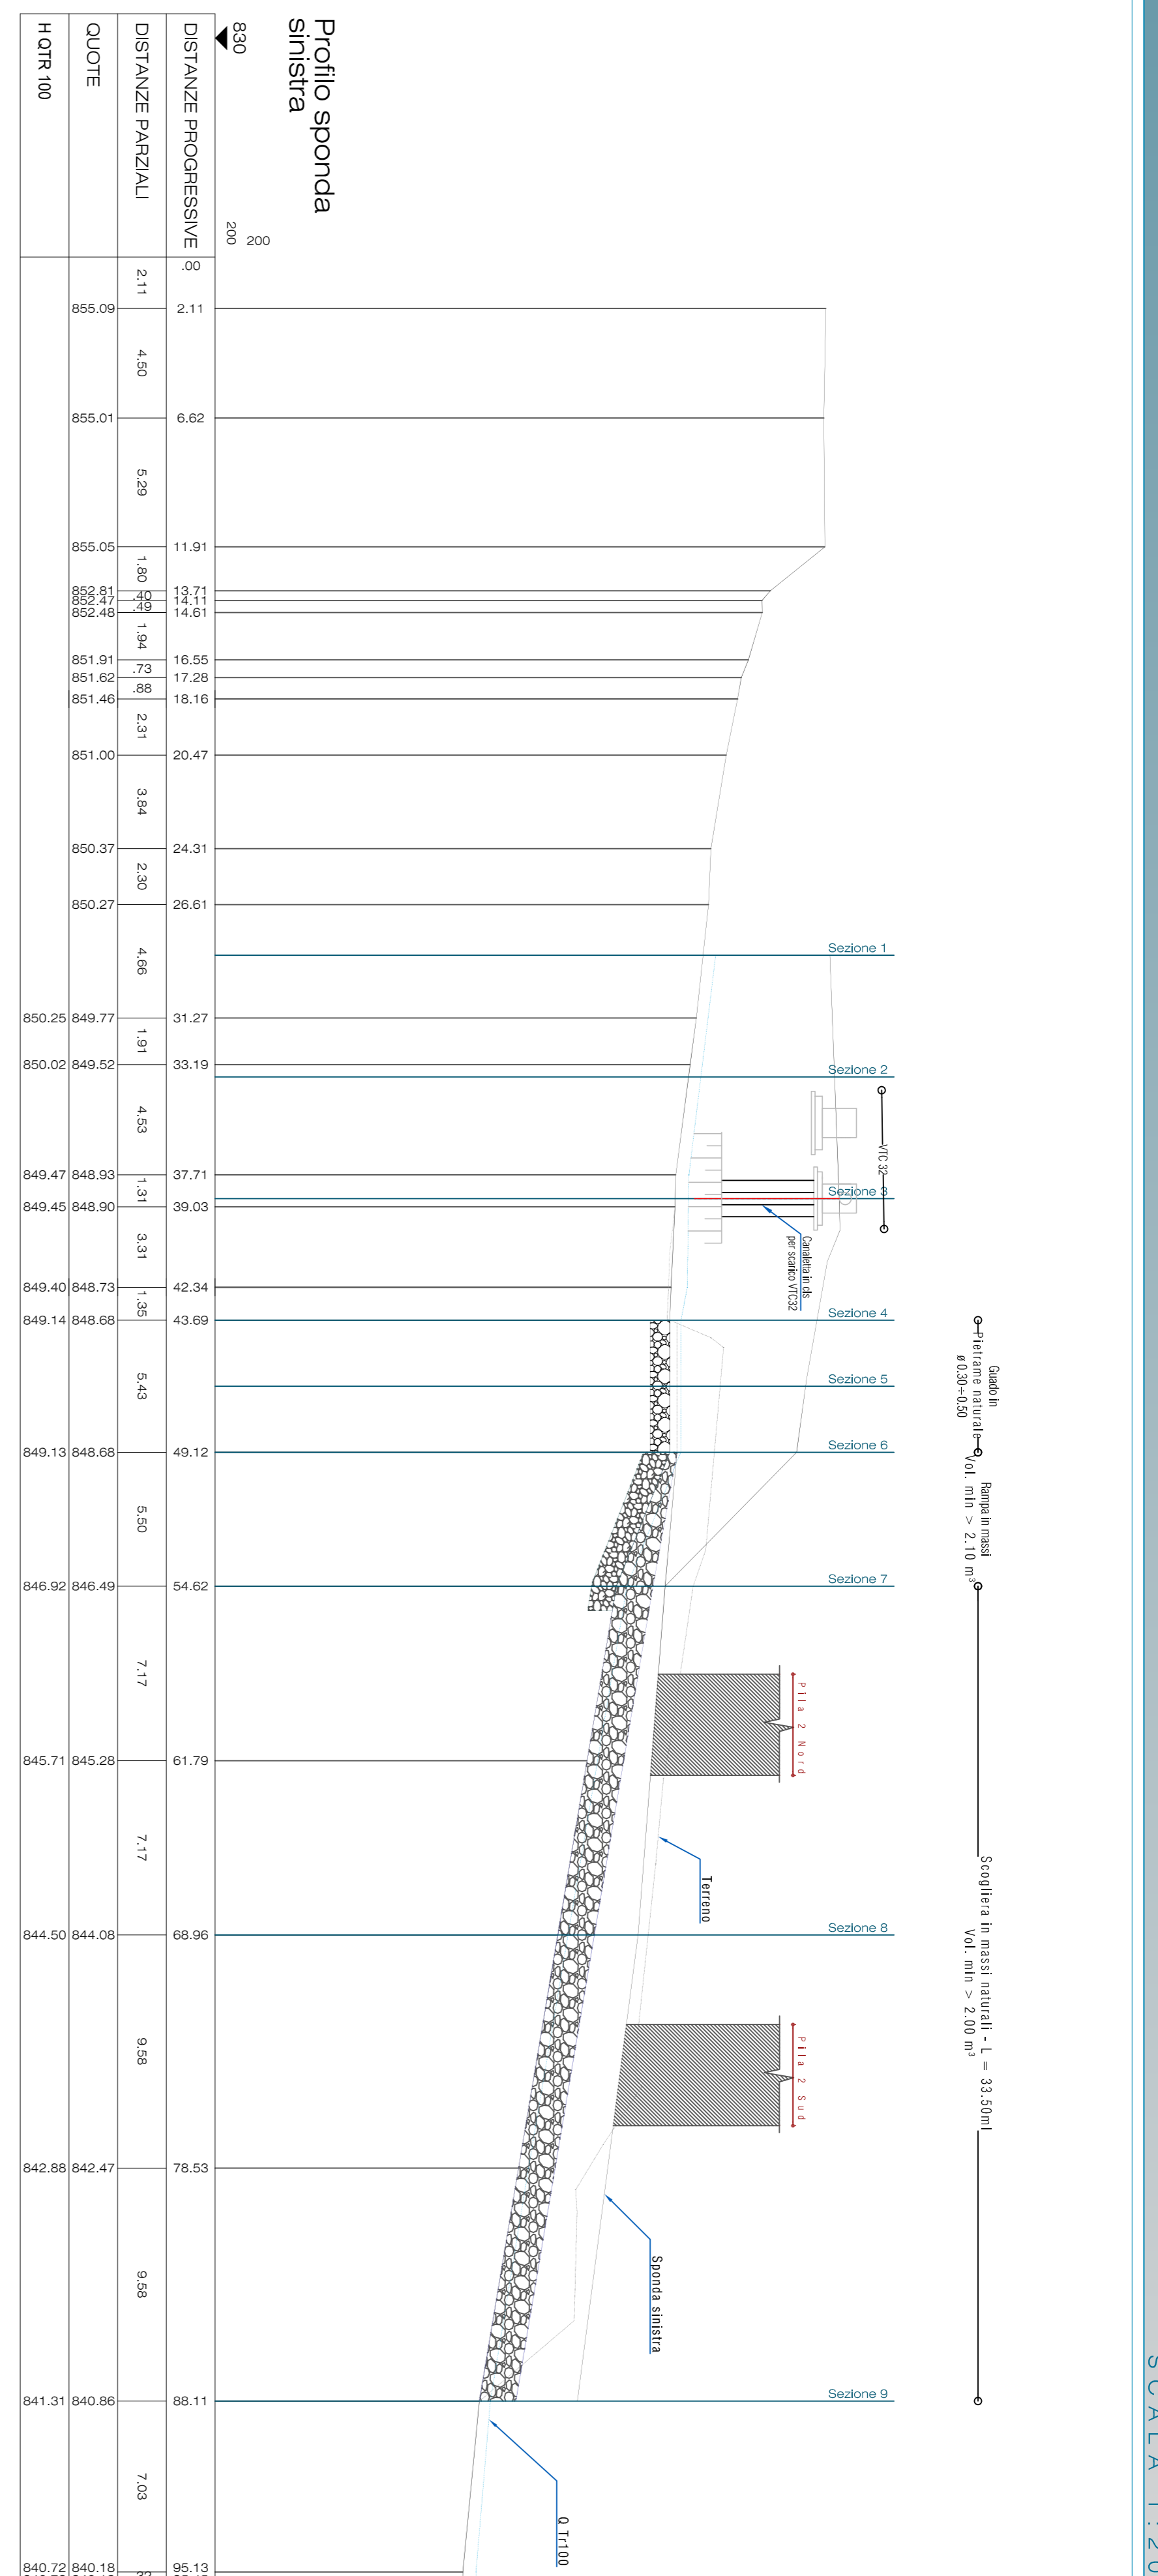 Profilo sponda
sinistra
830
200
200
DISTANZE PROGRESSIVE
.00
2.11
6.62
11.91
13.71
14.11
14.61
16.55
17.28
18.16
20.47
24.31
26.61
31.27
33.19
37.71
39.03
42.34
43.69
49.12
54.62
61.79
68.96
78.53
88.11
95.13
DISTANZE PARZIALI
2.11
4.50
5.29
1.80
.40
.49
1.94
.73
.88
2.31
3.84
2.30
4.66
1.91
4.53
1.31
3.31
1.35
5.43
5.50
7.17
7.17
9.58
9.58
7.03
QUOTE
855.09
855.01
855.05
852.81
852.47
852.48
851.91
851.62
851.46
851.00
850.37
850.27
849.77
849.52
848.93
848.90
848.73
848.68
848.68
846.49
845.28
844.08
842.47
840.86
840.18
H QTR 100
850.25
850.02
849.47
849.45
849.40
849.14
849.13
846.92
845.71
844.50
842.88
841.31
840.72
Sezione 1
Sezione 2
Sezione 3
Sezione 4
Sezione 5
Sezione 6
Sezione 7
Sezione 8
Sezione 9
VTC 32
Canaletta in cls
per scarico VTC32
Guado in
Pietrame naturale
ø 0.30÷0.50
Rampa in massi
Vol. min > 2.10 m³
Scogliera in massi naturali - L = 33.50ml
Vol. min > 2.00 m³
Pila 2 Nord
Terreno
Pila 2 Sud
Sponda sinistra
Q Tr100
SCALA 1:20